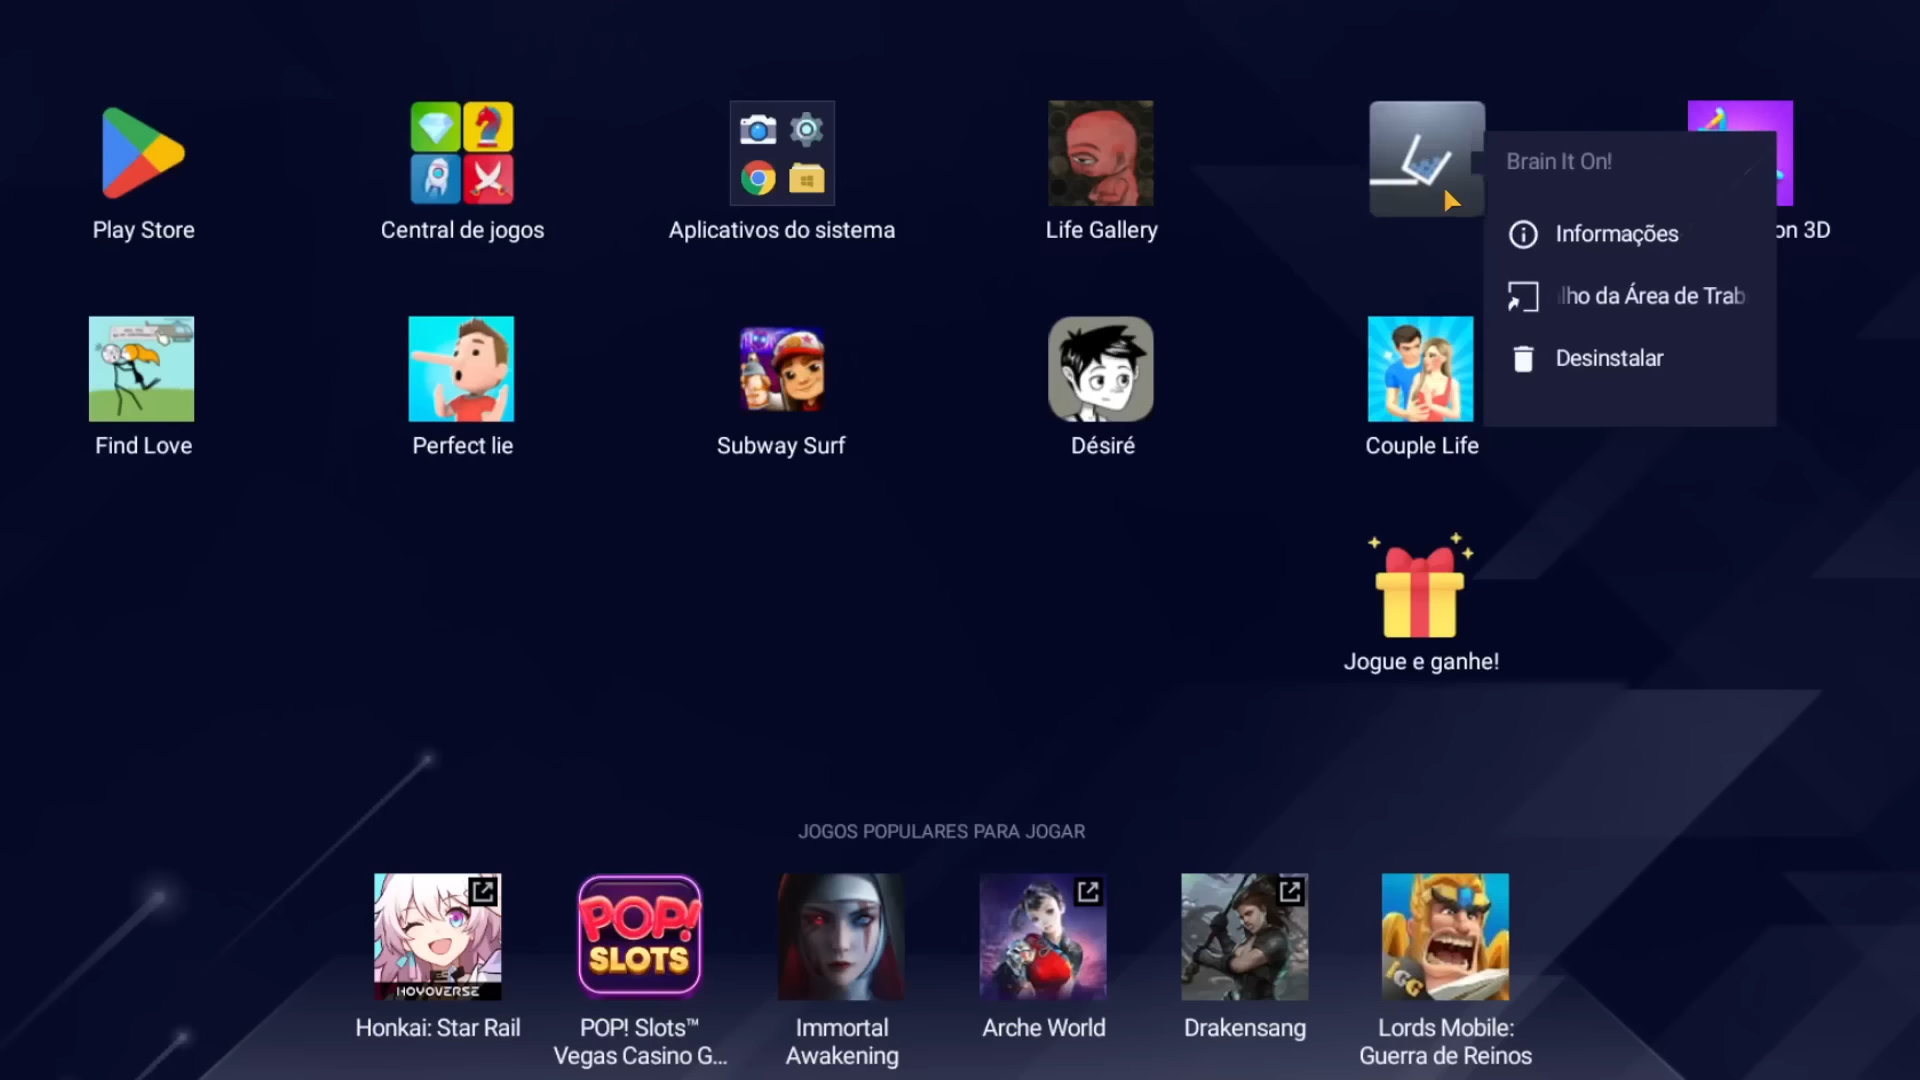 Play Store
Central de jogos
Aplicativos do sistema
Life Gallery
Brain It On!
Informações
lho da Área de Trab
Desinstalar
on 3D
Find Love
Perfect lie
Subway Surf
Désiré
Couple Life
Jogue e ganhe!
JOGOS POPULARES PARA JOGAR
HOYOVERSE
POP!
SLOTS
IGG
Honkai: Star Rail
POP! Slots™
Vegas Casino G...
Immortal
Awakening
Arche World
Drakensang
Lords Mobile:
Guerra de Reinos